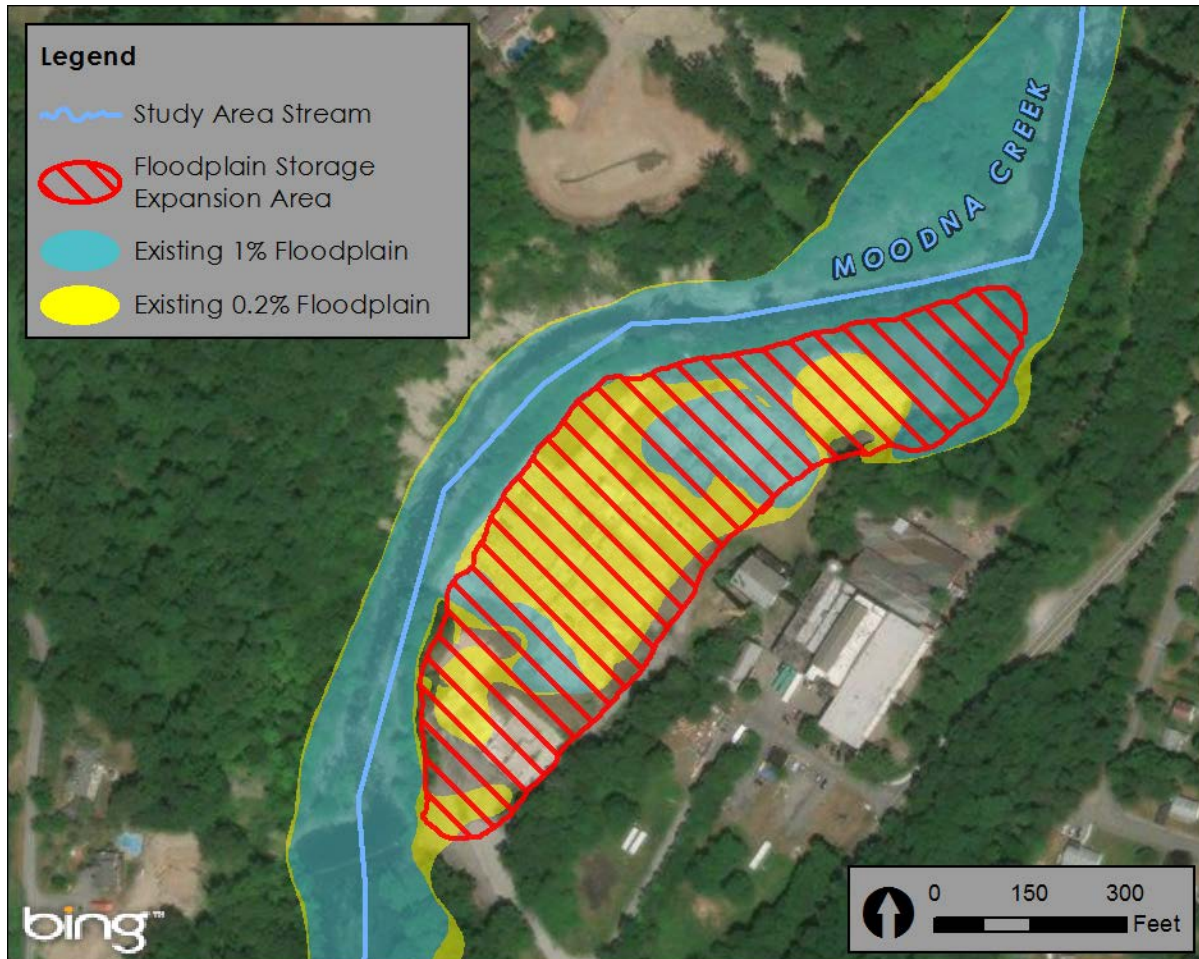 Legend
Study Area Stream
Floodplain Storage
Expansion Area
Existing 1% Floodplain
Existing 0.2% Floodplain
MOODNA CREEK
0 150 300
Feet
bing™